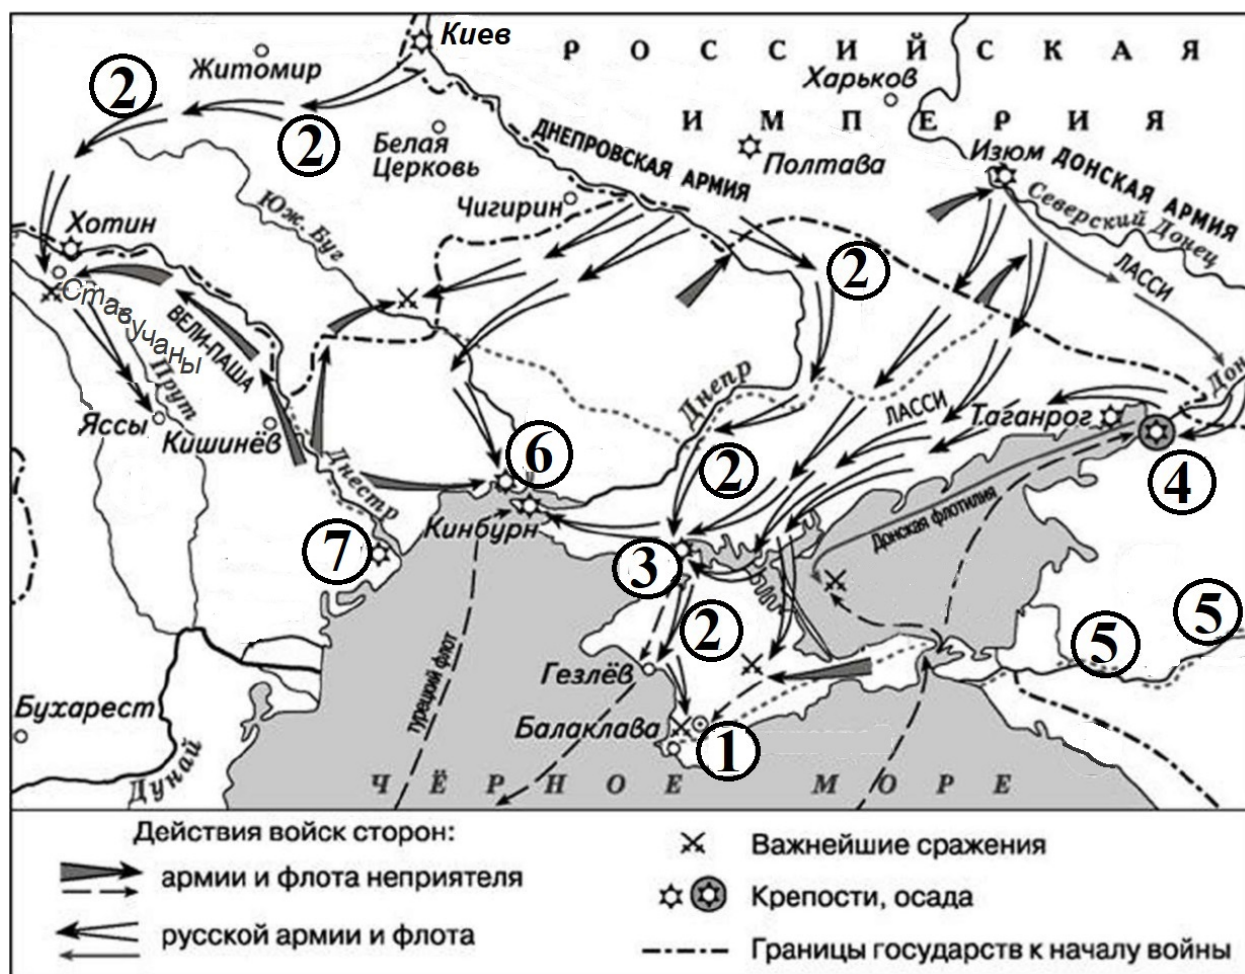 Киев
РОССИЙСКАЯ
Житомир
Харьков
2
ИМПЕРИЯ
2
Белая
Церковь
ДНЕПРОВСКАЯ АРМИЯ
Полтава
Изюм
ДОНСКАЯ АРМИЯ
Северский Донец
Чигирин
Юж. Буг
Хотин
2
ЛАССИ
Ставучаны
ВЕЛИ-ПАША
Прут
Днепр
Дон
ЛАССИ
Таганрог
Яссы
Кишинёв
6
2
4
Днестр
Кинбурн
Донская флотилия
7
3
5
5
2
турецкий флот
Гезлёв
Бухарест
Балаклава
1
Дунай
ЧЁРНОЕ МОРЕ
Действия войск сторон:
армии и флота неприятеля
русской армии и флота
Важнейшие сражения
Крепости, осада
Границы государств к началу войны